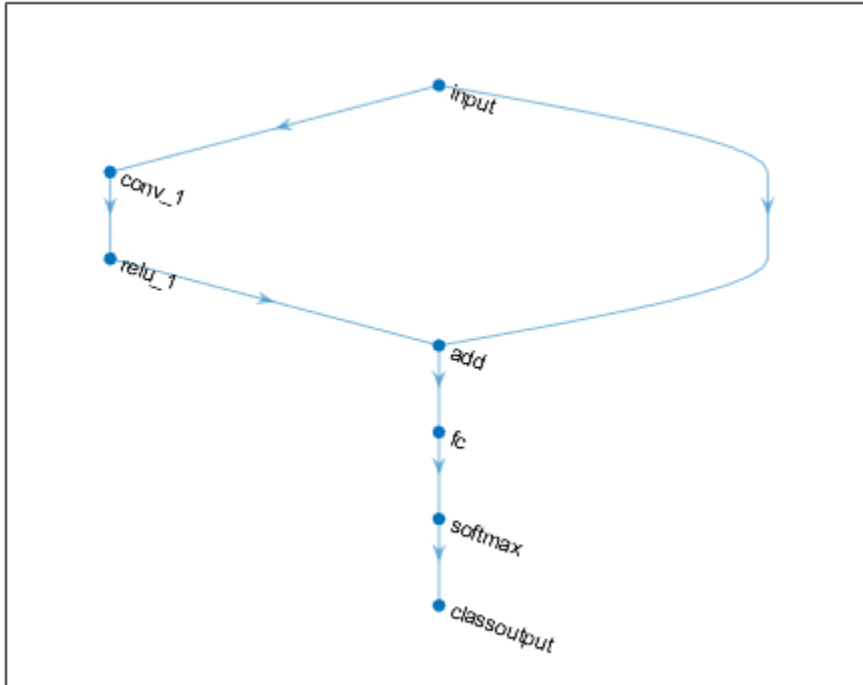 input
conv_1
relu_1
add
fc
softmax
classoutput